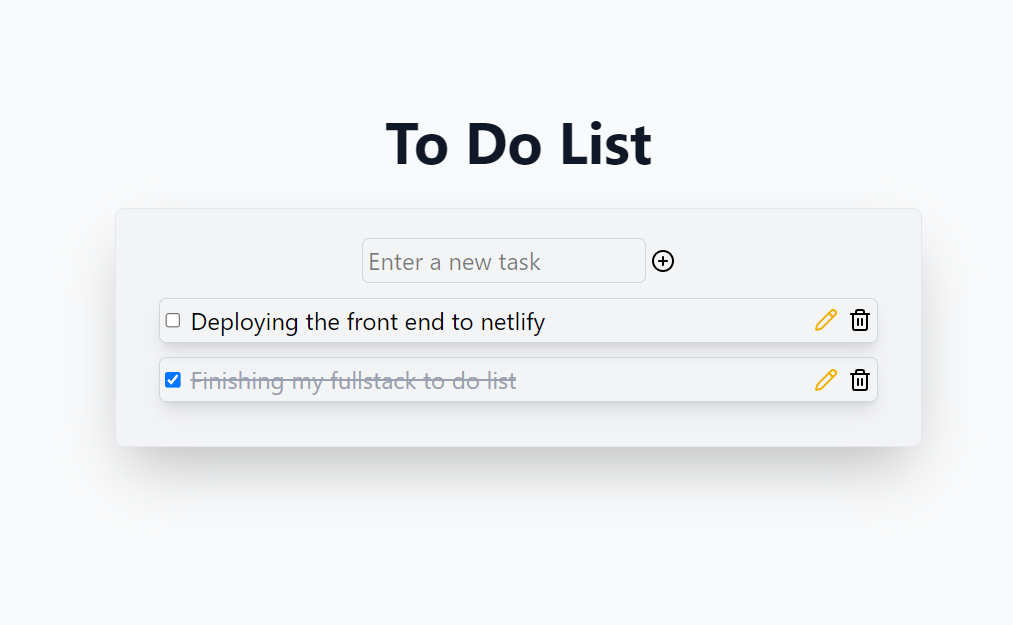 To Do List
Enter a new task
Deploying the front end to netlify
Finishing my fullstack to do list